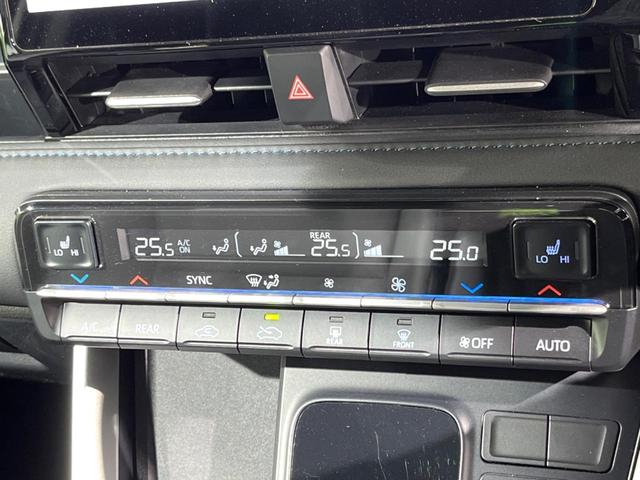 REAR
25.5 A/C ON 25.5 25.0
LO HI LO HI
SYNC
A/C REAR REAR FRONT OFF AUTO